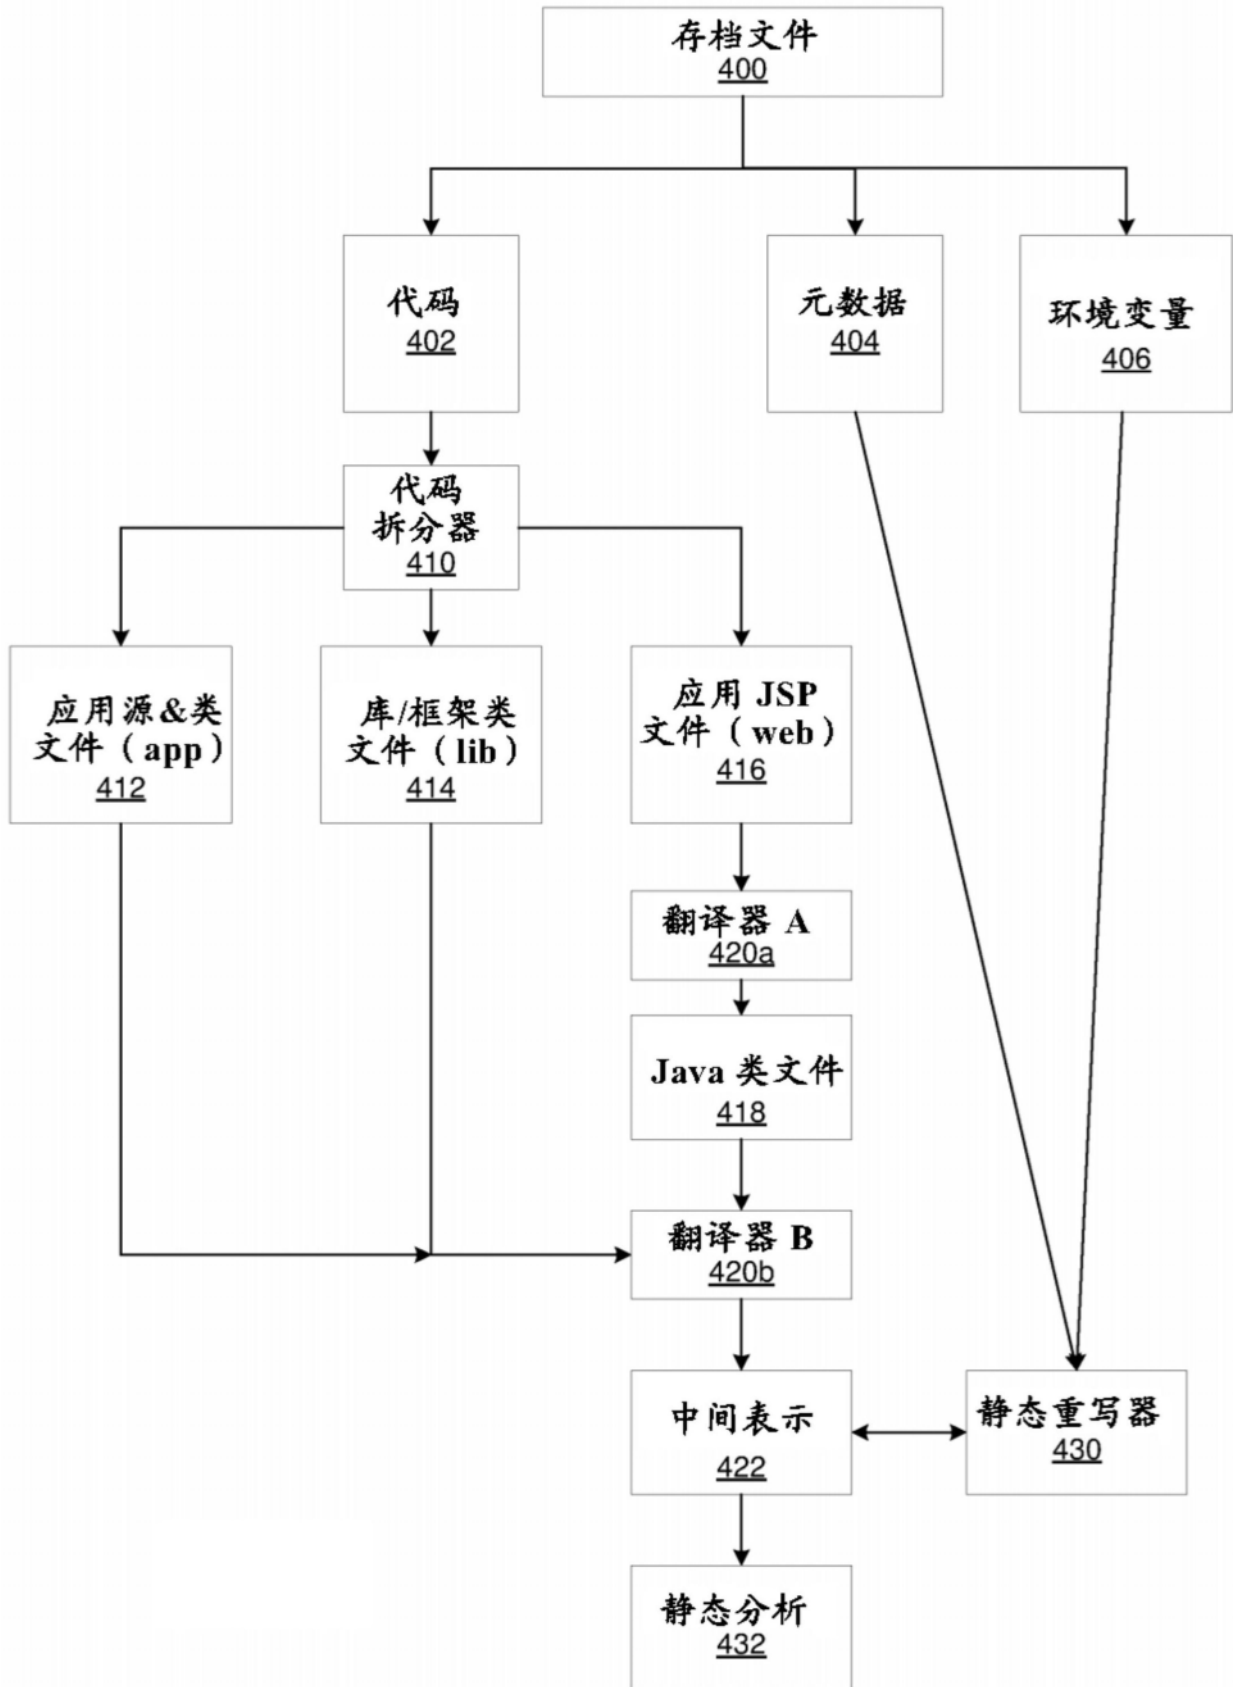 存档文件
400
代码
402
元数据
404
环境变量
406
代码
拆分器
410
应用源&类
文件（app）
412
库/框架类
文件（lib）
414
应用 JSP
文件（web）
416
翻译器 A
420a
Java 类文件
418
翻译器 B
420b
中间表示
422
静态重写器
430
静态分析
432